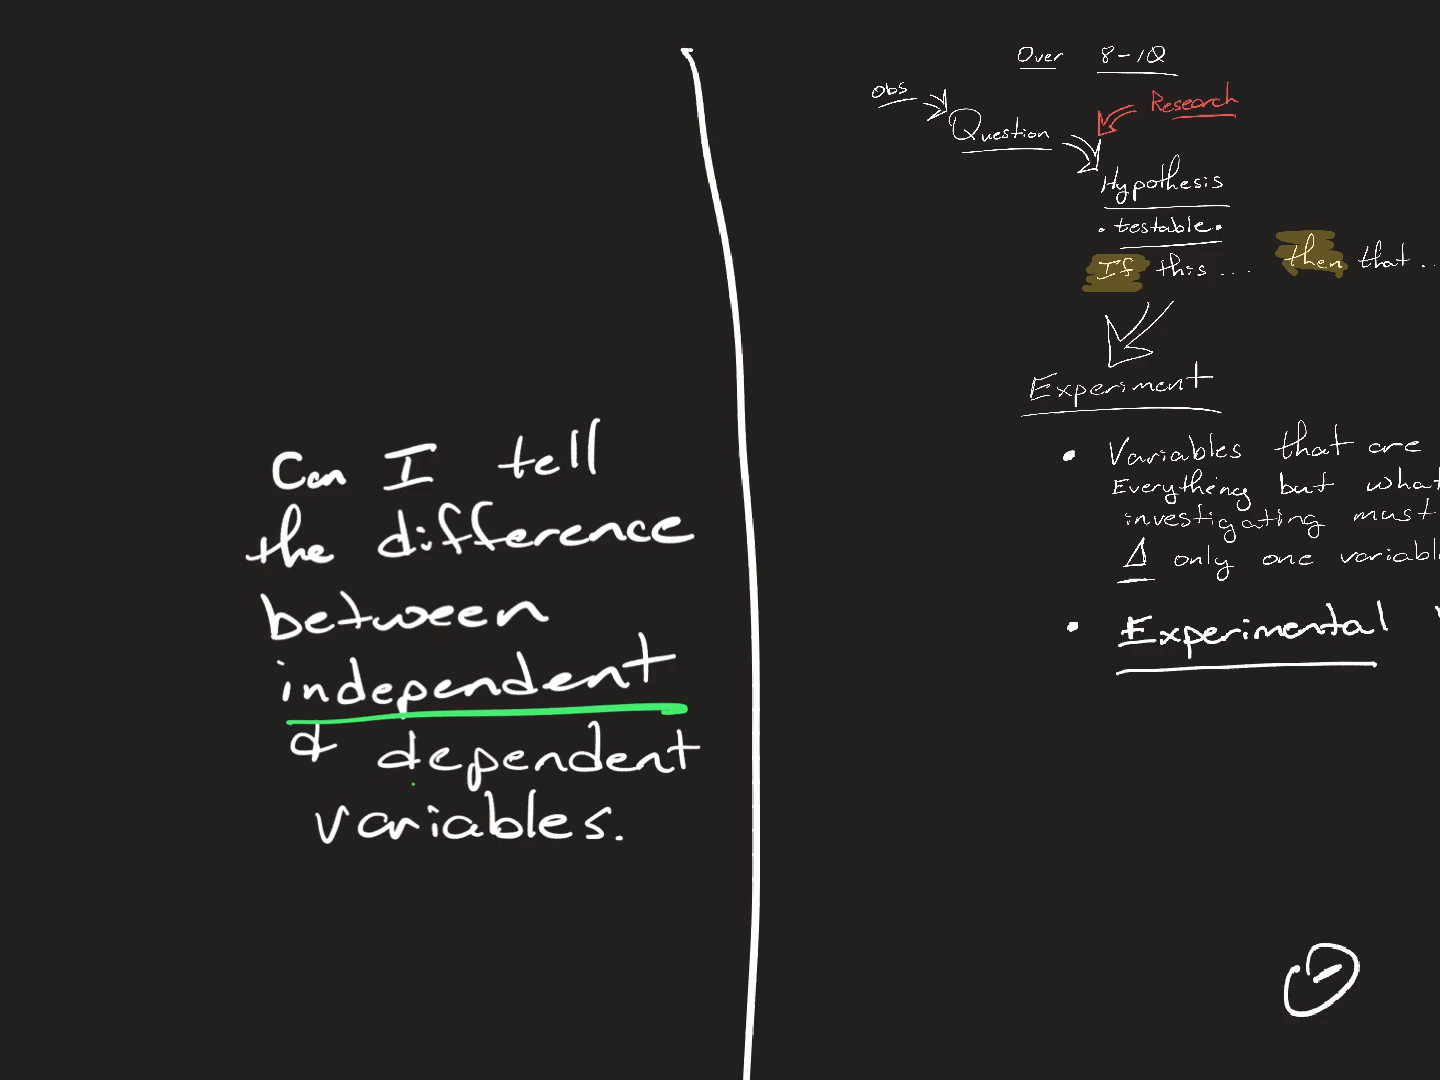 Can I tell
the difference
between
independent
& dependent
variables.
Over 8-10
Obs
Question
Research
Hypothesis
• testable •
If this ... then that ..
Experiment
• Variables that are
Everything but what
investigating must
Δ only one variabl
• Experimental